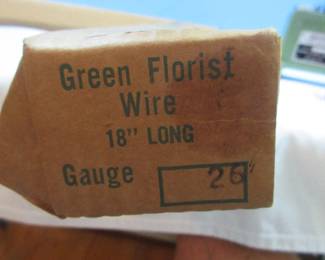 Green Florist
Wire
18" LONG
Gauge 26